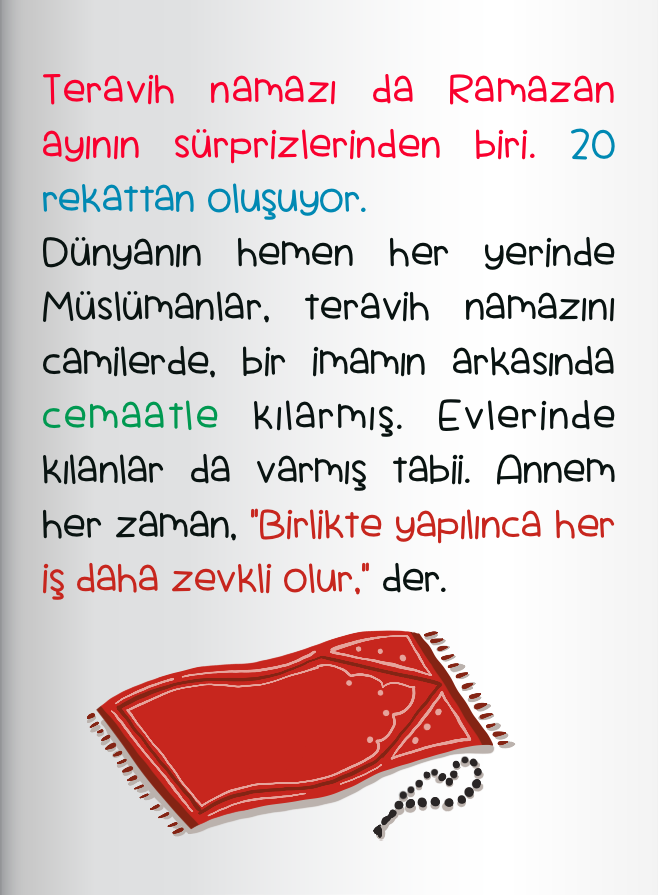 Teravih namazı da Ramazan
ayının sürprizlerinden biri. 20
rekattan oluşuyor.
Dünyanın hemen her yerinde
Müslümanlar, teravih namazını
camilerde, bir imamın arkasında
cemaatle kılarmış. Evlerinde
kılanlar da varmış tabii. Annem
her zaman, "Birlikte yapılınca her
iş daha zevkli olur," der.